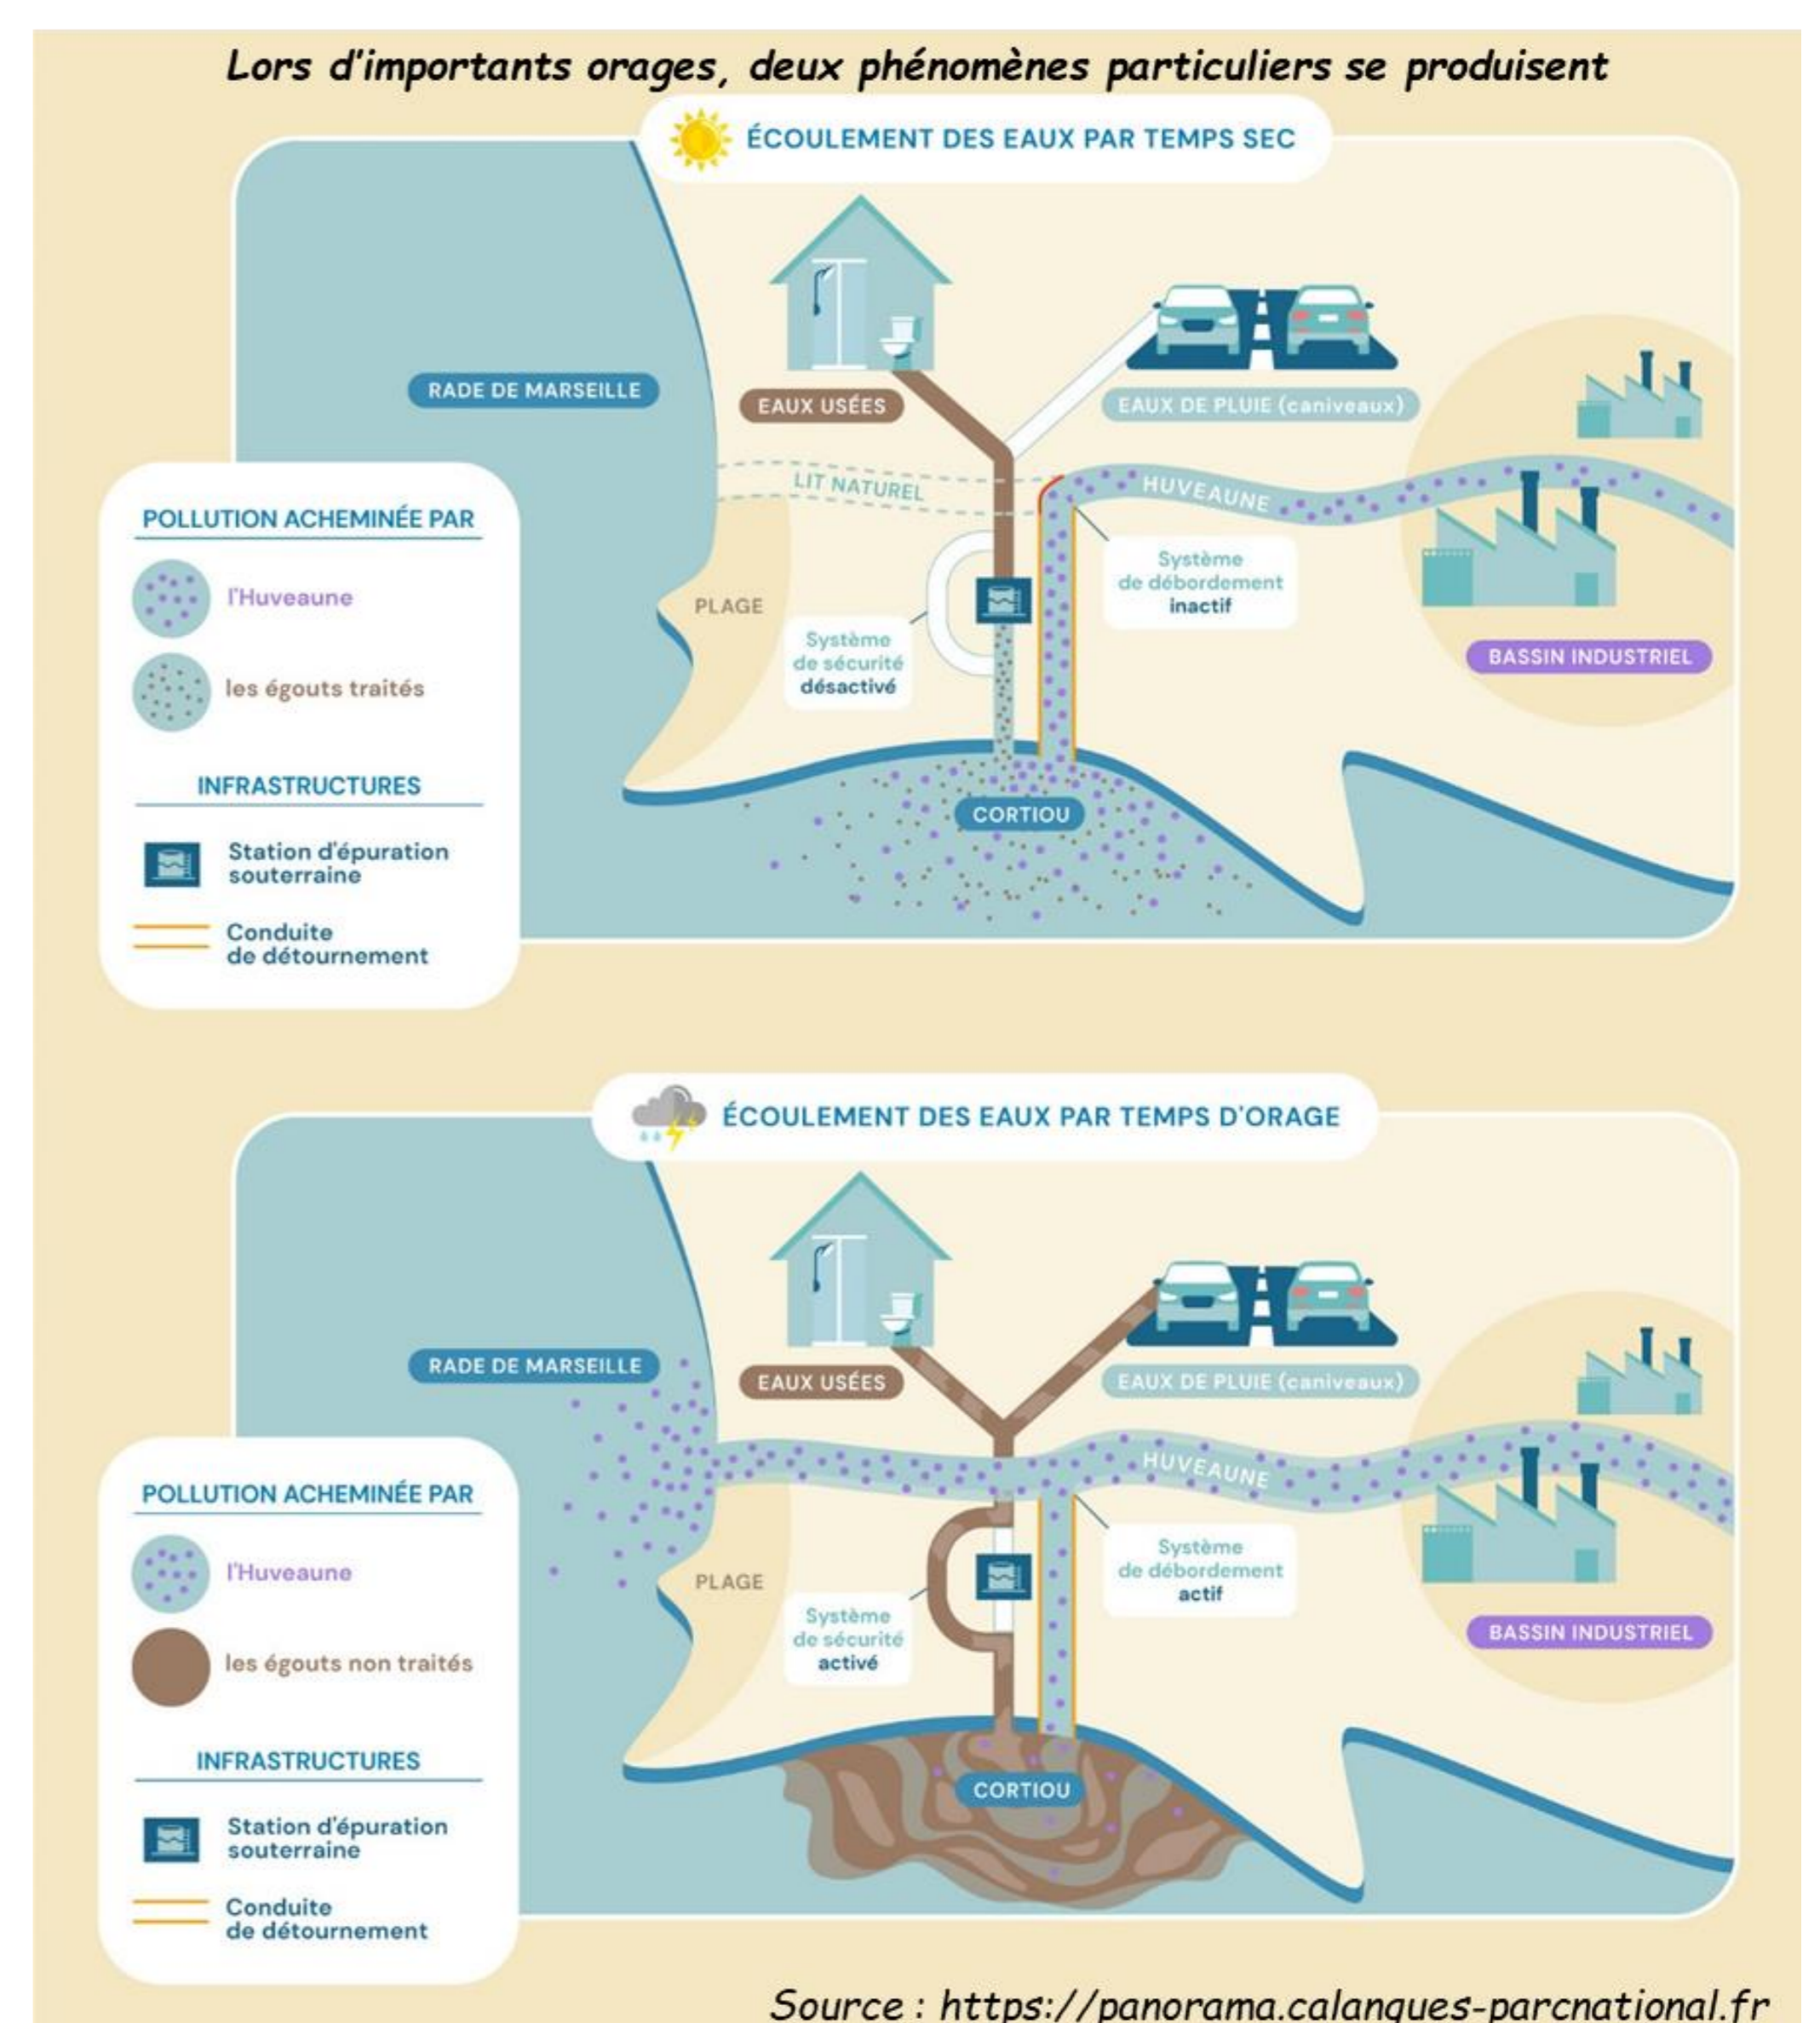 Lors d'importants orages, deux phénomènes particuliers se produisent
ÉCOULEMENT DES EAUX PAR TEMPS SEC
RADE DE MARSEILLE
EAUX USÉES
EAUX DE PLUIE (caniveaux)
LIT NATUREL
HUVEAUNE
PLAGE
Système
de sécurité
désactivé
Système
de débordement
inactif
BASSIN INDUSTRIEL
CORTIOU
POLLUTION ACHEMINÉE PAR
l'Huveaune
les égouts traités
INFRASTRUCTURES
Station d'épuration
souterraine
Conduite
de détournement
ÉCOULEMENT DES EAUX PAR TEMPS D'ORAGE
RADE DE MARSEILLE
EAUX USÉES
EAUX DE PLUIE (caniveaux)
HUVEAUNE
PLAGE
Système
de sécurité
activé
Système
de débordement
actif
BASSIN INDUSTRIEL
CORTIOU
POLLUTION ACHEMINÉE PAR
l'Huveaune
les égouts non traités
INFRASTRUCTURES
Station d'épuration
souterraine
Conduite
de détournement
Source : https://panorama.calanques-parcnational.fr